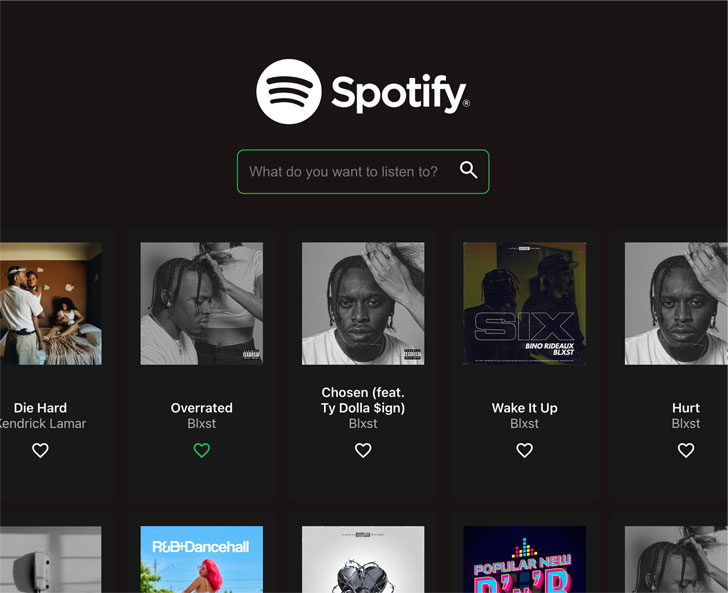 Spotify®
What do you want to listen to?
SIX
BINO RIDEAUX
BLXST
Die Hard
Kendrick Lamar
Overrated
Blxst
Chosen (feat.
Ty Dolla $ign)
Blxst
Wake It Up
Blxst
Hurt
Blxst
R&B+Dancehall
POPULAR NEW
R'N'B